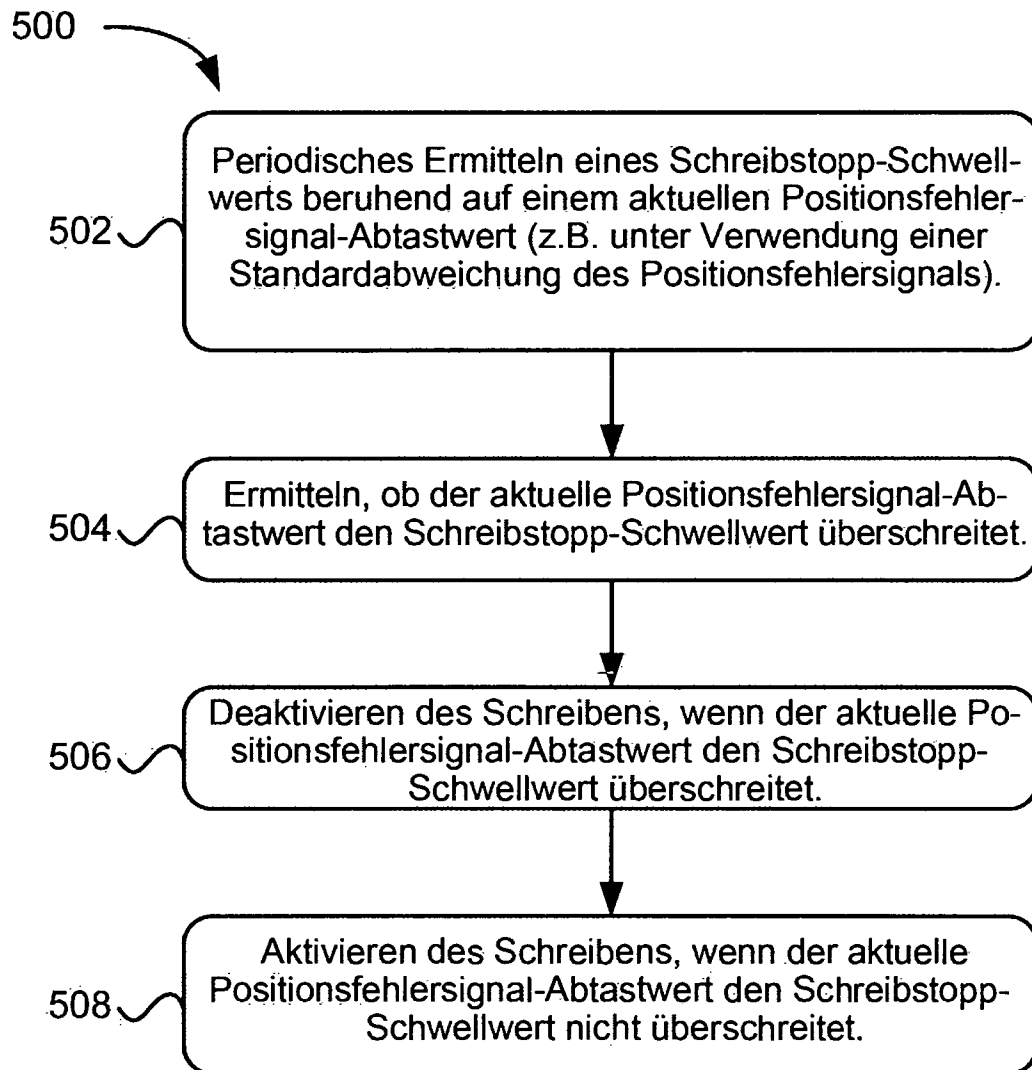 500
Periodisches Ermitteln eines Schreibstopp-Schwell-
werts beruhend auf einem aktuellen Positionsfehler-
signal-Abtastwert (z.B. unter Verwendung einer
Standardabweichung des Positionsfehlersignals).
502
Ermitteln, ob der aktuelle Positionsfehlersignal-Ab-
tastwert den Schreibstopp-Schwellwert überschreitet.
504
Deaktivieren des Schreibens, wenn der aktuelle Po-
sitionsfehlersignal-Abtastwert den Schreibstopp-
Schwellwert überschreitet.
506
Aktivieren des Schreibens, wenn der aktuelle
Positionsfehlersignal-Abtastwert den Schreibstopp-
Schwellwert nicht überschreitet.
508